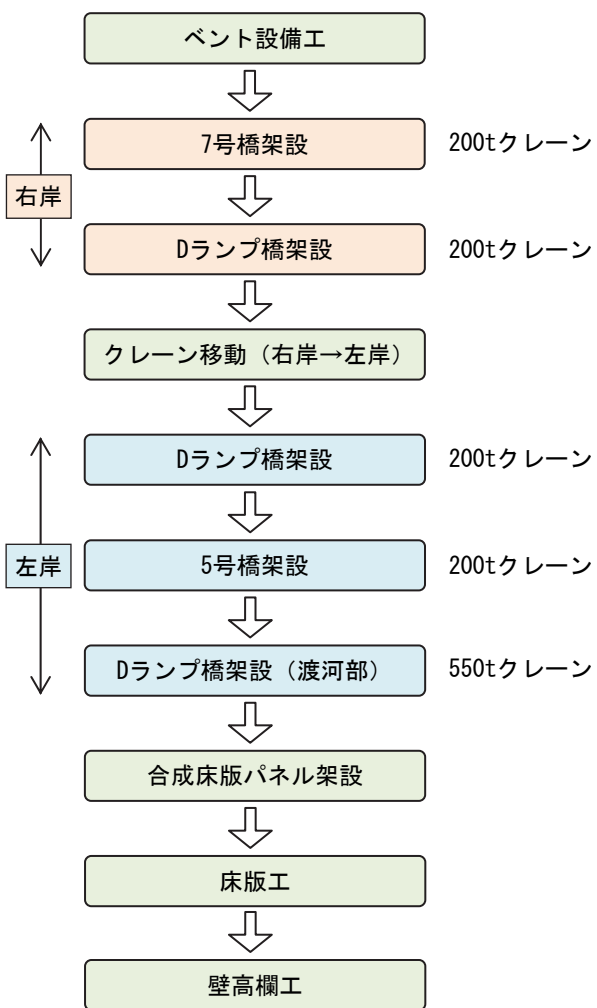 ベント設備工
7号橋架設
200tクレーン
右岸
Dランプ橋架設
200tクレーン
クレーン移動（右岸→左岸）
Dランプ橋架設
200tクレーン
左岸
5号橋架設
200tクレーン
Dランプ橋架設（渡河部）
550tクレーン
合成床版パネル架設
床版工
壁高欄工